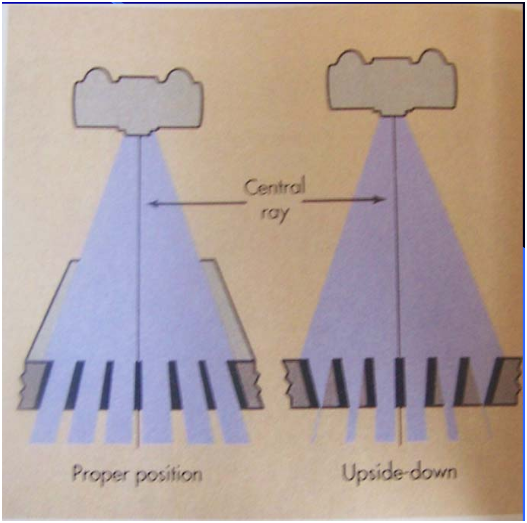 Central
ray
Proper position
Upside-down